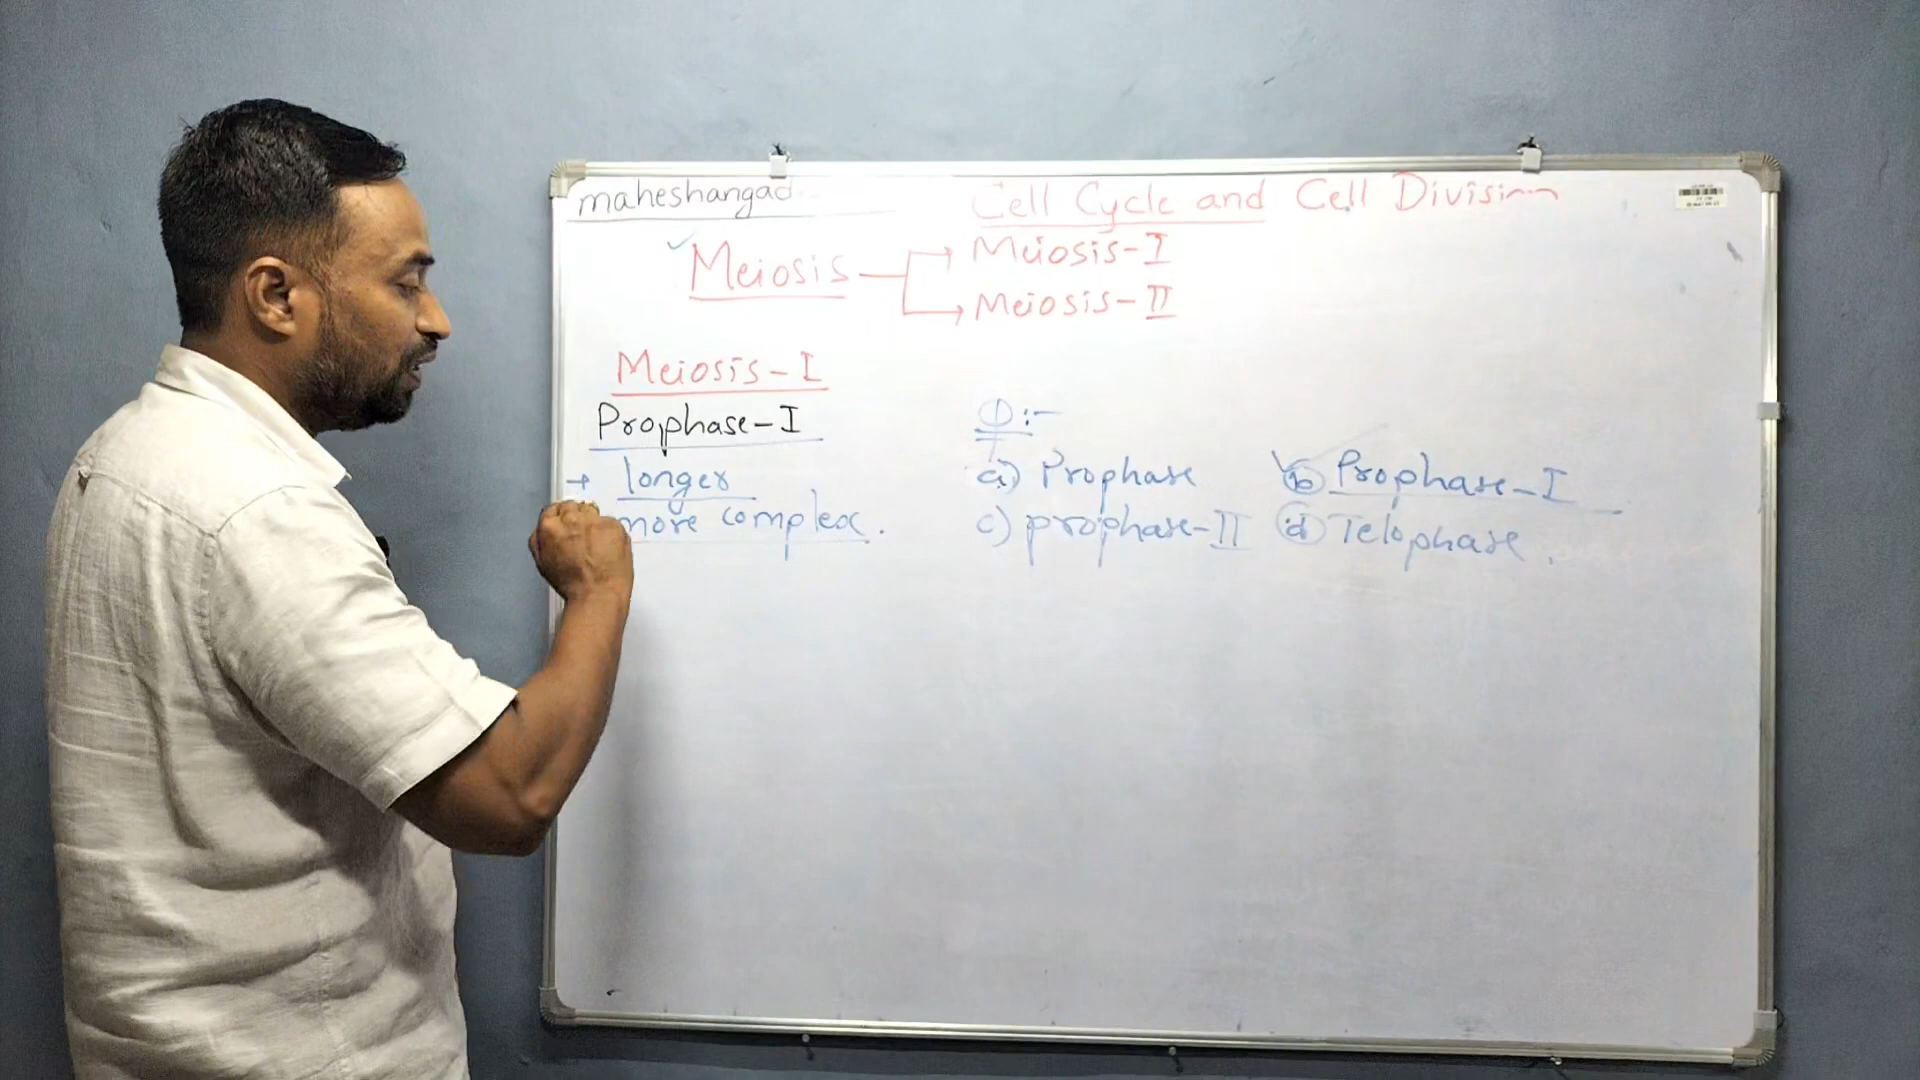 maheshangad
Cell Cycle and Cell Division
Meiosis
Meiosis-I
Meiosis-II
Meiosis-I
Prophase-I
→ longer
more complex.
Q:-
a) Prophase
b) Prophase-I
c) prophase-II
d) Telophase.